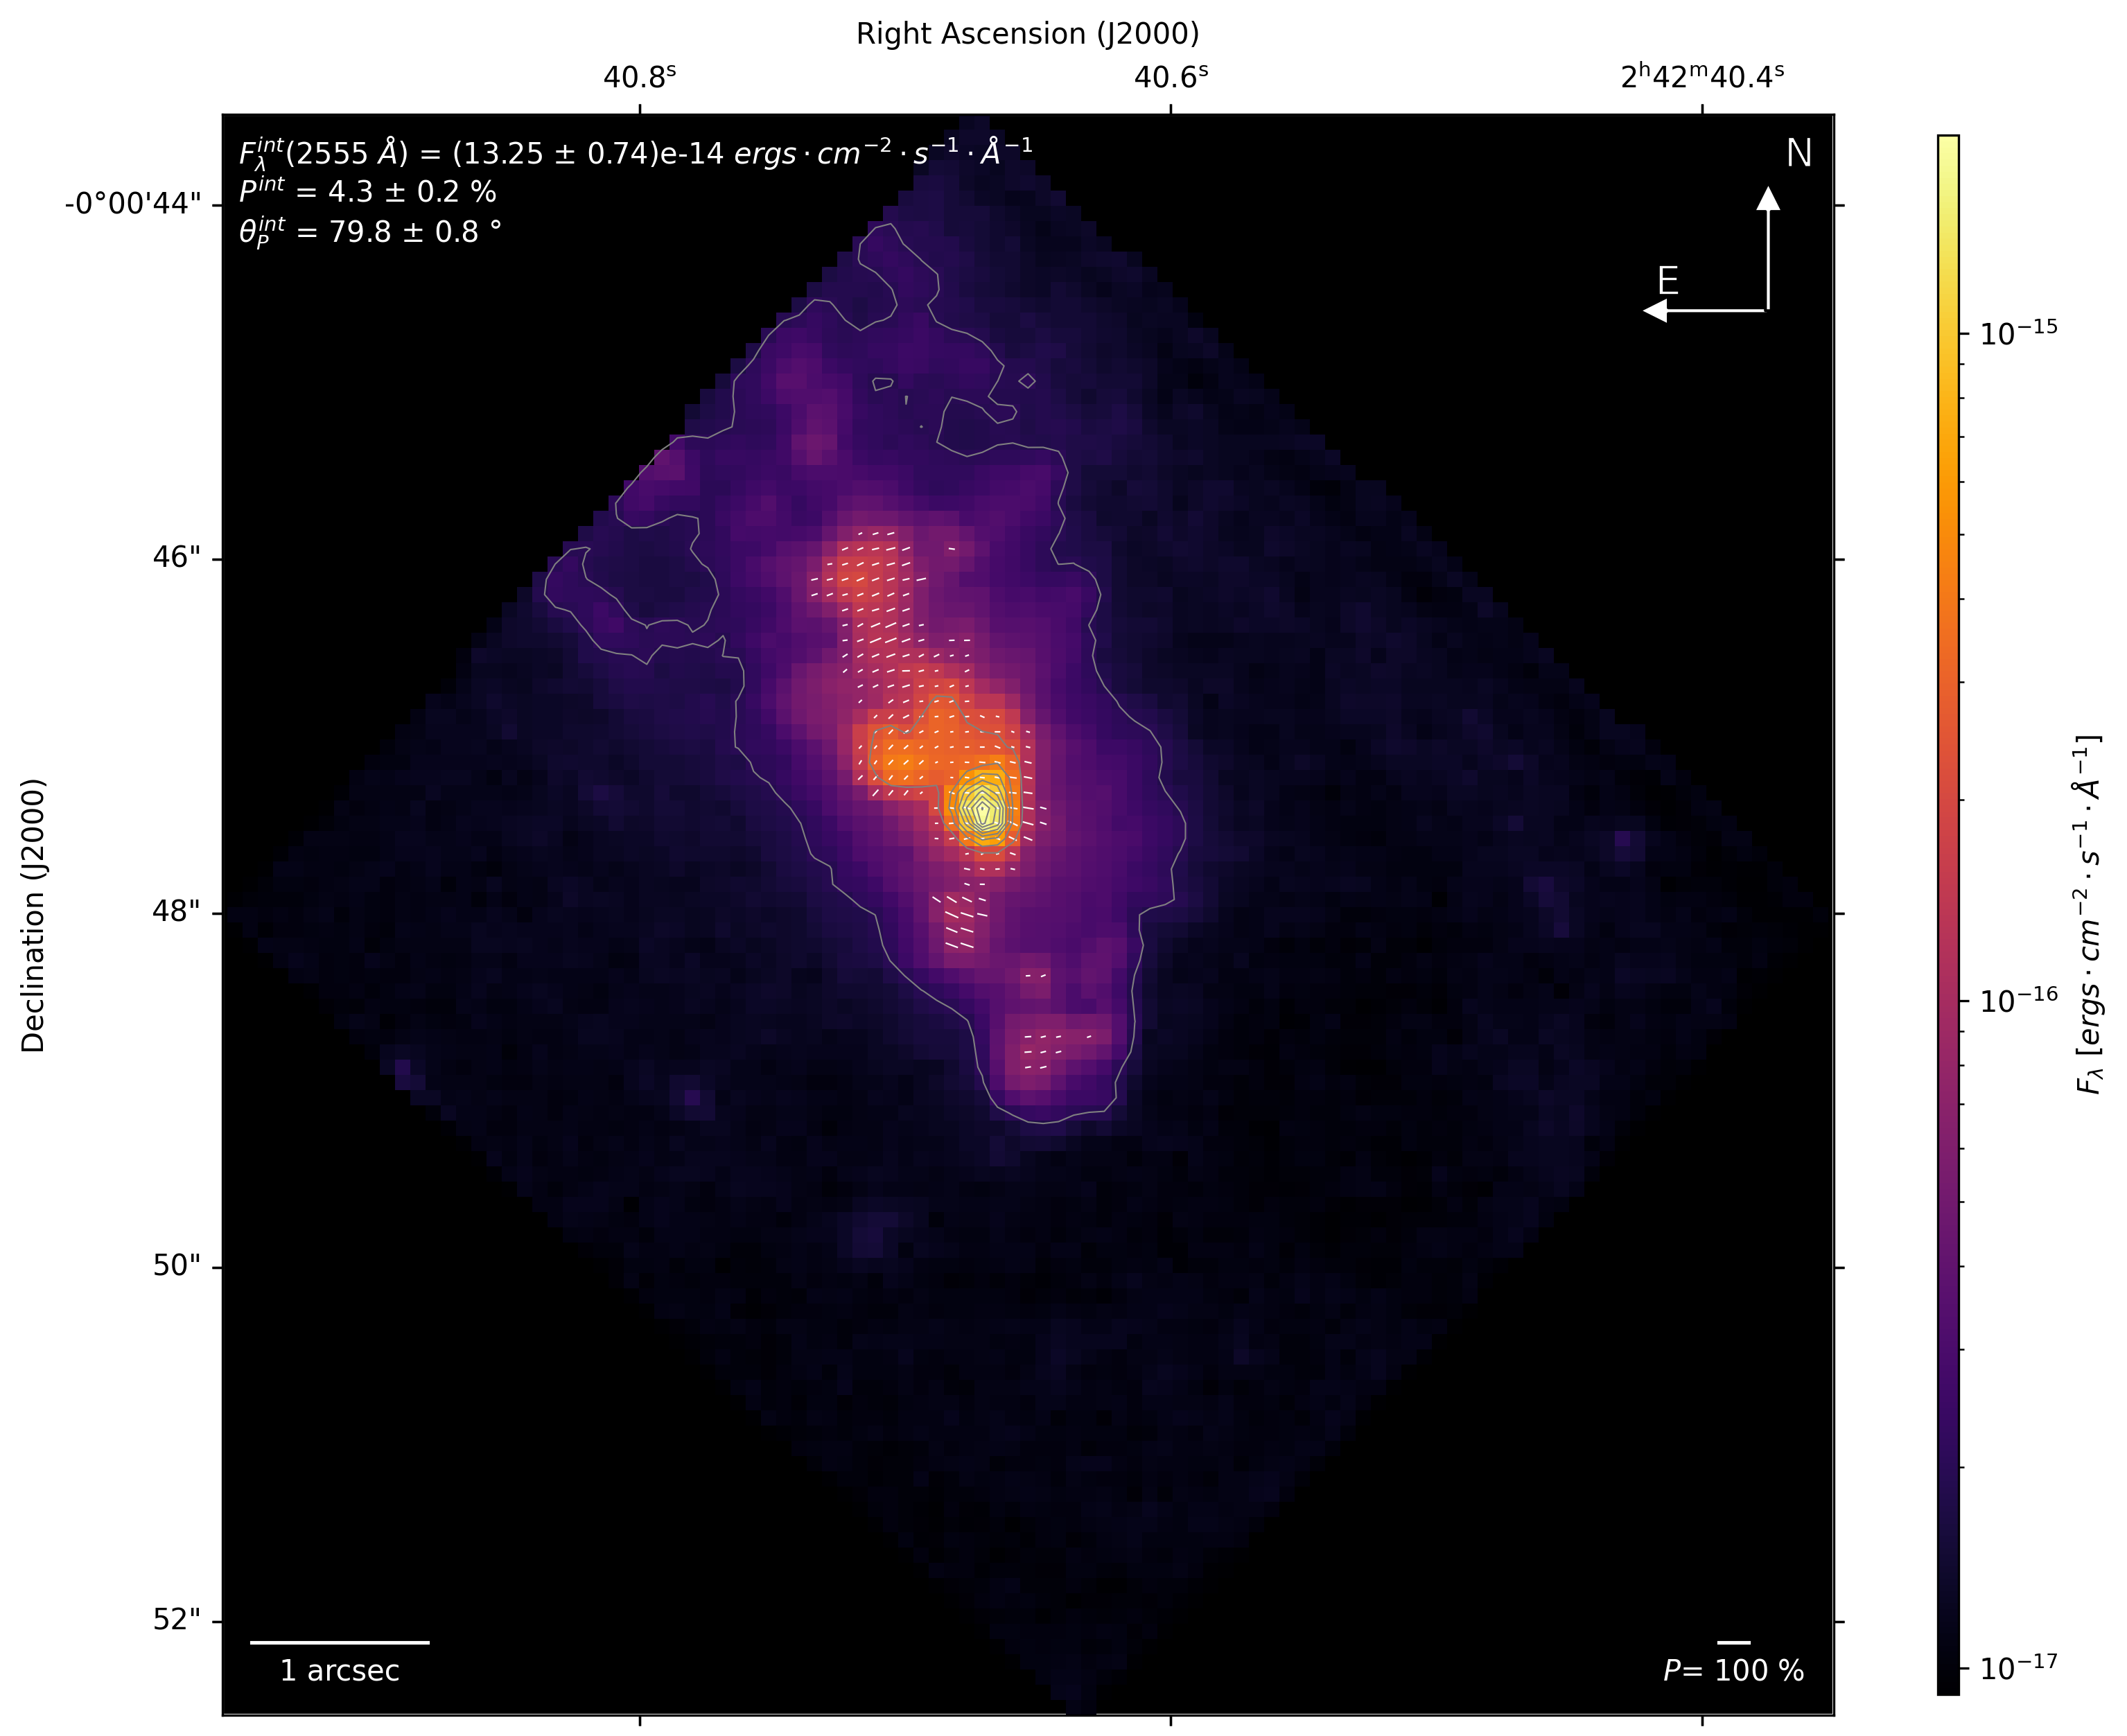 Right Ascension (J2000)
40.8ˢ 40.6ˢ 2ʰ42ᵐ40.4ˢ
F_λ^int(2555 Å) = (13.25 ± 0.74)e-14 ergs · cm⁻² · s⁻¹ · Å⁻¹
P^int = 4.3 ± 0.2 %
θ_P^int = 79.8 ± 0.8 °
N
E
-0°00'44"
46"
48"
50"
52"
Declination (J2000)
1 arcsec
P= 100 %
10⁻¹⁵
10⁻¹⁶
10⁻¹⁷
F_λ [ergs · cm⁻² · s⁻¹ · Å⁻¹]